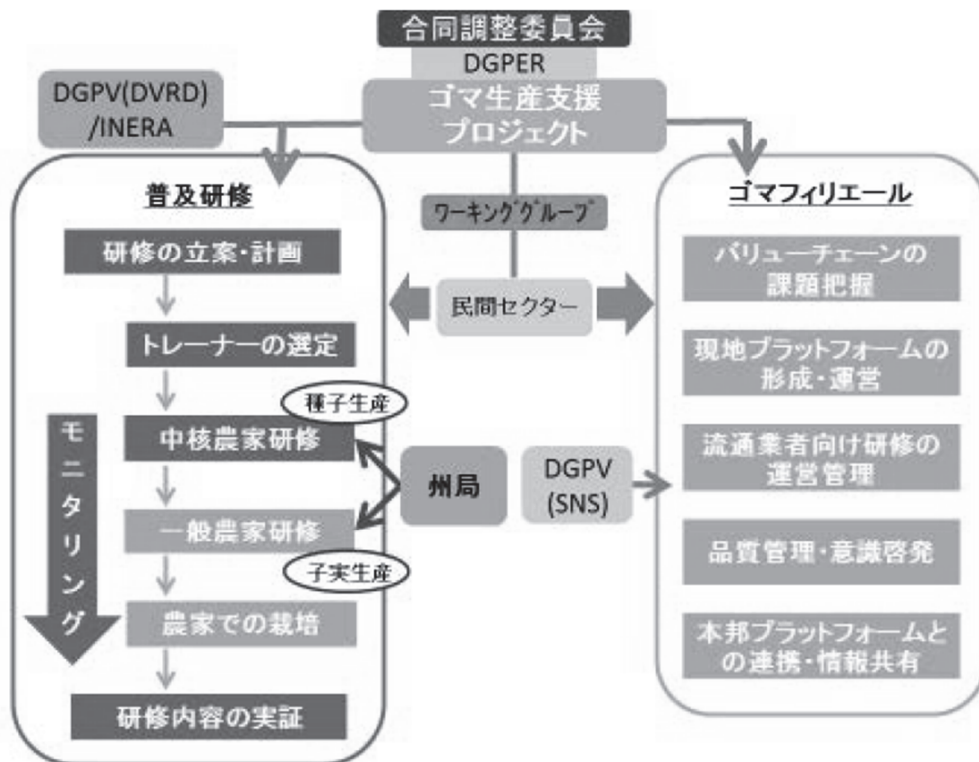 合同調整委員会
DGPER
ゴマ生産支援
プロジェクト
DGPV(DVRD)
/INERA
普及研修
研修の立案・計画
トレーナーの選定
種子生産
中核農家研修
一般農家研修
子実生産
農家での栽培
研修内容の実証
モニタリング
ワーキンググループ
民間セクター
州局
DGPV
(SNS)
ゴマフィリエール
バリューチェーンの
課題把握
現地プラットフォームの
形成・運営
流通業者向け研修の
運営管理
品質管理・意識啓発
本邦プラットフォームと
の連携・情報共有